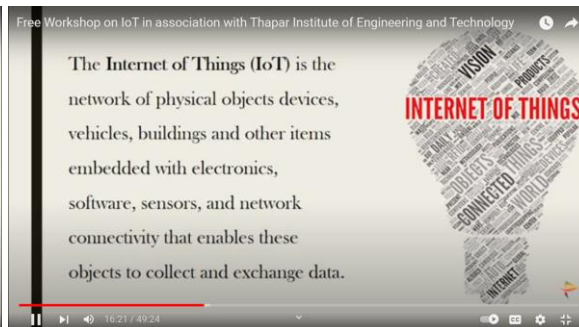 Free Workshop on IoT in association with Thapar Institute of Engineering and Technology
The Internet of Things (IoT) is the
network of physical objects devices,
vehicles, buildings and other items
embedded with electronics,
software, sensors, and network
connectivity that enables these
objects to collect and exchange data.
VISION
PRODUCTS
INTERNET OF THINGS
DAILY
OBJECTS
THINGS
CONNECTED
WORLD
DEVICES
INTERNET
16:21 / 49:24
CC